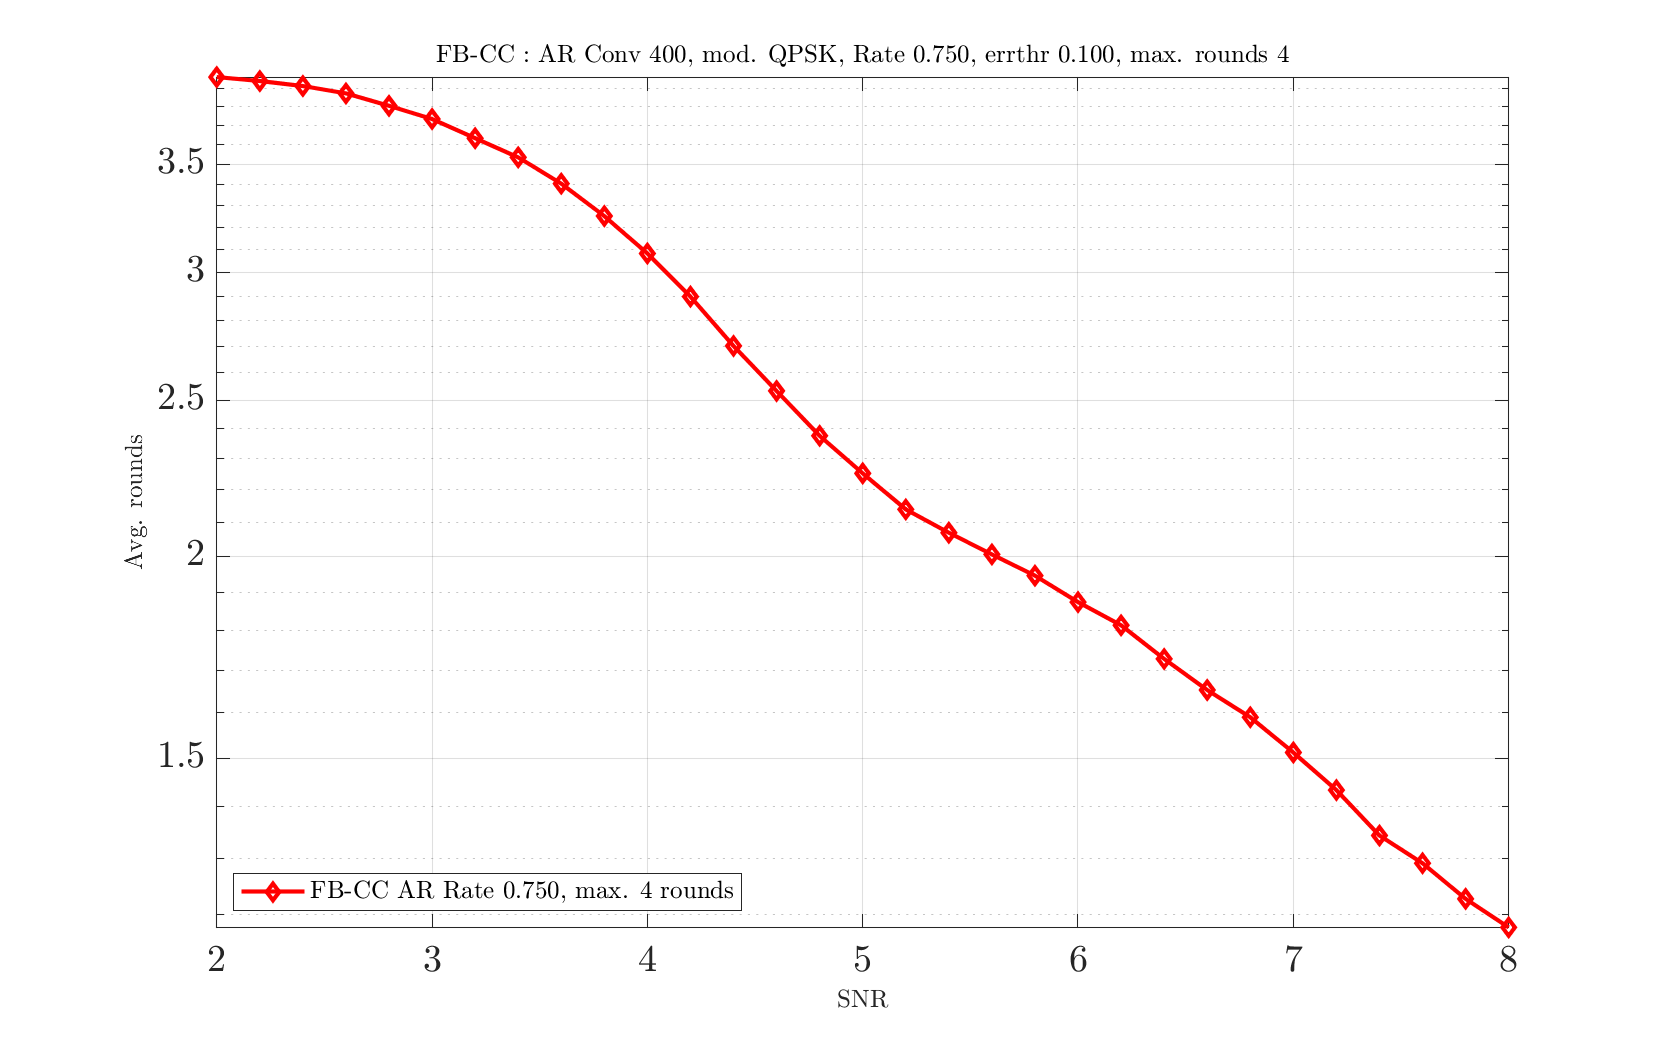 FB-CC : AR Conv 400, mod. QPSK, Rate 0.750, errthr 0.100, max. rounds 4
3.5
3
2.5
2
1.5
Avg. rounds
FB-CC AR Rate 0.750, max. 4 rounds
2 3 4 5 6 7 8
SNR